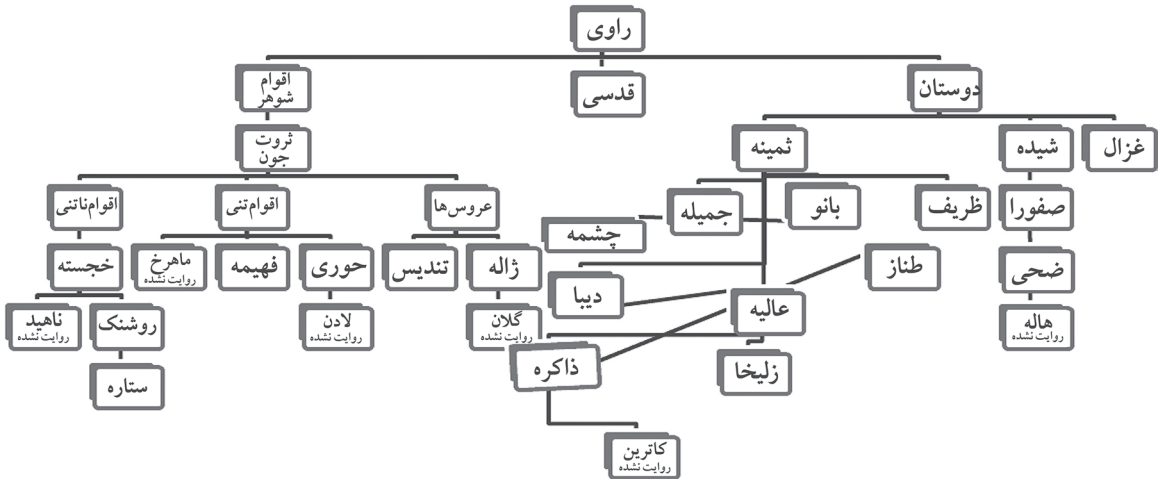 راوی
دوستان
قدسی
اقوام
شوهر
غزال
شیده
ثمینه
ثروت
جون
صفورا
ظریف
بانو
جمیله
چشمه
عروس‌ها
اقوام‌تنی
اقوام‌ناتنی
ضحی
طناز
دیبا
عالیه
ژاله
تندیس
حوری
فهیمه
ماهرخ
روایت نشده
خجسته
هاله
روایت نشده
گلان
روایت نشده
لادن
روایت نشده
روشنک
ناهید
روایت نشده
زلیخا
ذاکره
ستاره
کاترین
روایت نشده